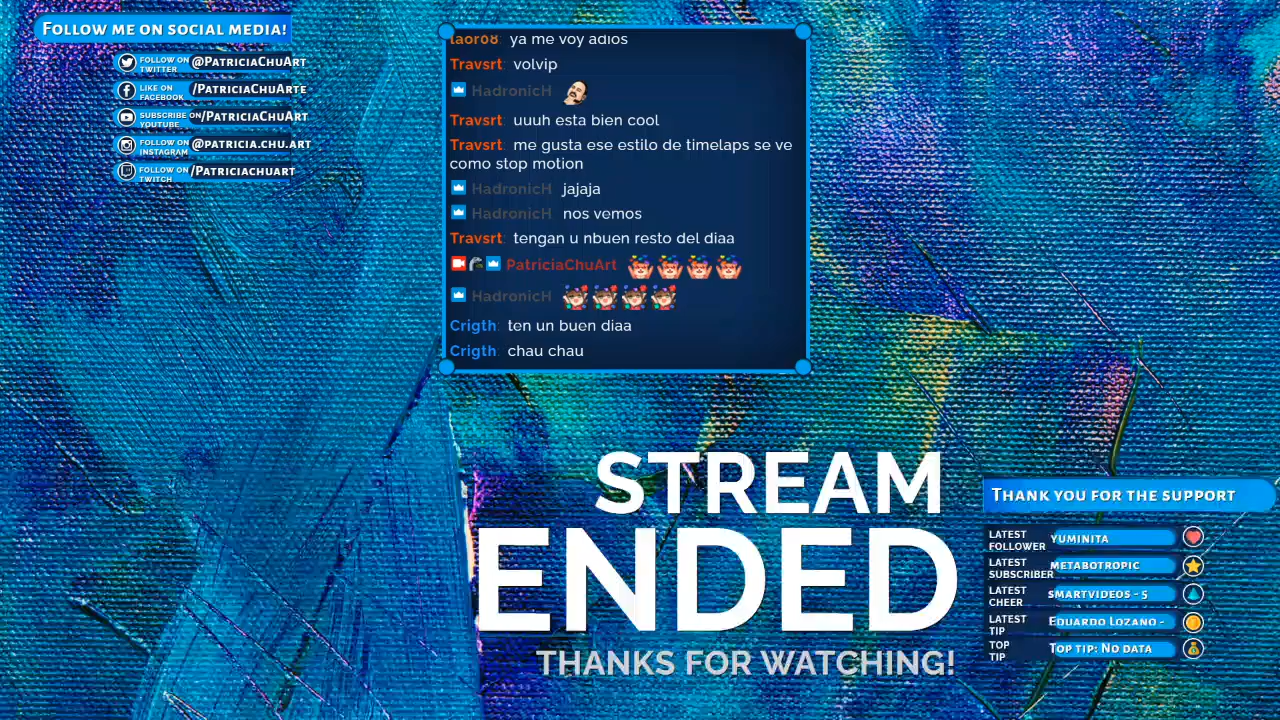 FOLLOW ME ON SOCIAL MEDIA!
FOLLOW ON TWITTER @PATRICIACHUART
LIKE ON FACEBOOK /PATRICIACHUARTE
SUBSCRIBE ON YOUTUBE /PATRICIACHUART
FOLLOW ON INSTAGRAM @PATRICIA.CHU.ART
FOLLOW ON TWITCH /PATRICIACHUART
laor08: ya me voy adios
Travsrt: volvip
HadronicH:
Travsrt: uuuh esta bien cool
Travsrt: me gusta ese estilo de timelaps se ve
como stop motion
HadronicH: jajaja
HadronicH: nos vemos
Travsrt: tengan u nbuen resto del diaa
PatriciaChuArt:
HadronicH:
Crigth: ten un buen diaa
Crigth: chau chau
STREAM
ENDED
THANKS FOR WATCHING!
THANK YOU FOR THE SUPPORT
LATEST FOLLOWER YUMINITA
LATEST SUBSCRIBER METABOTROPIC
LATEST CHEER SMARTVIDEOS - 5
LATEST TIP EDUARDO LOZANO -
TOP TIP TOP TIP: NO DATA